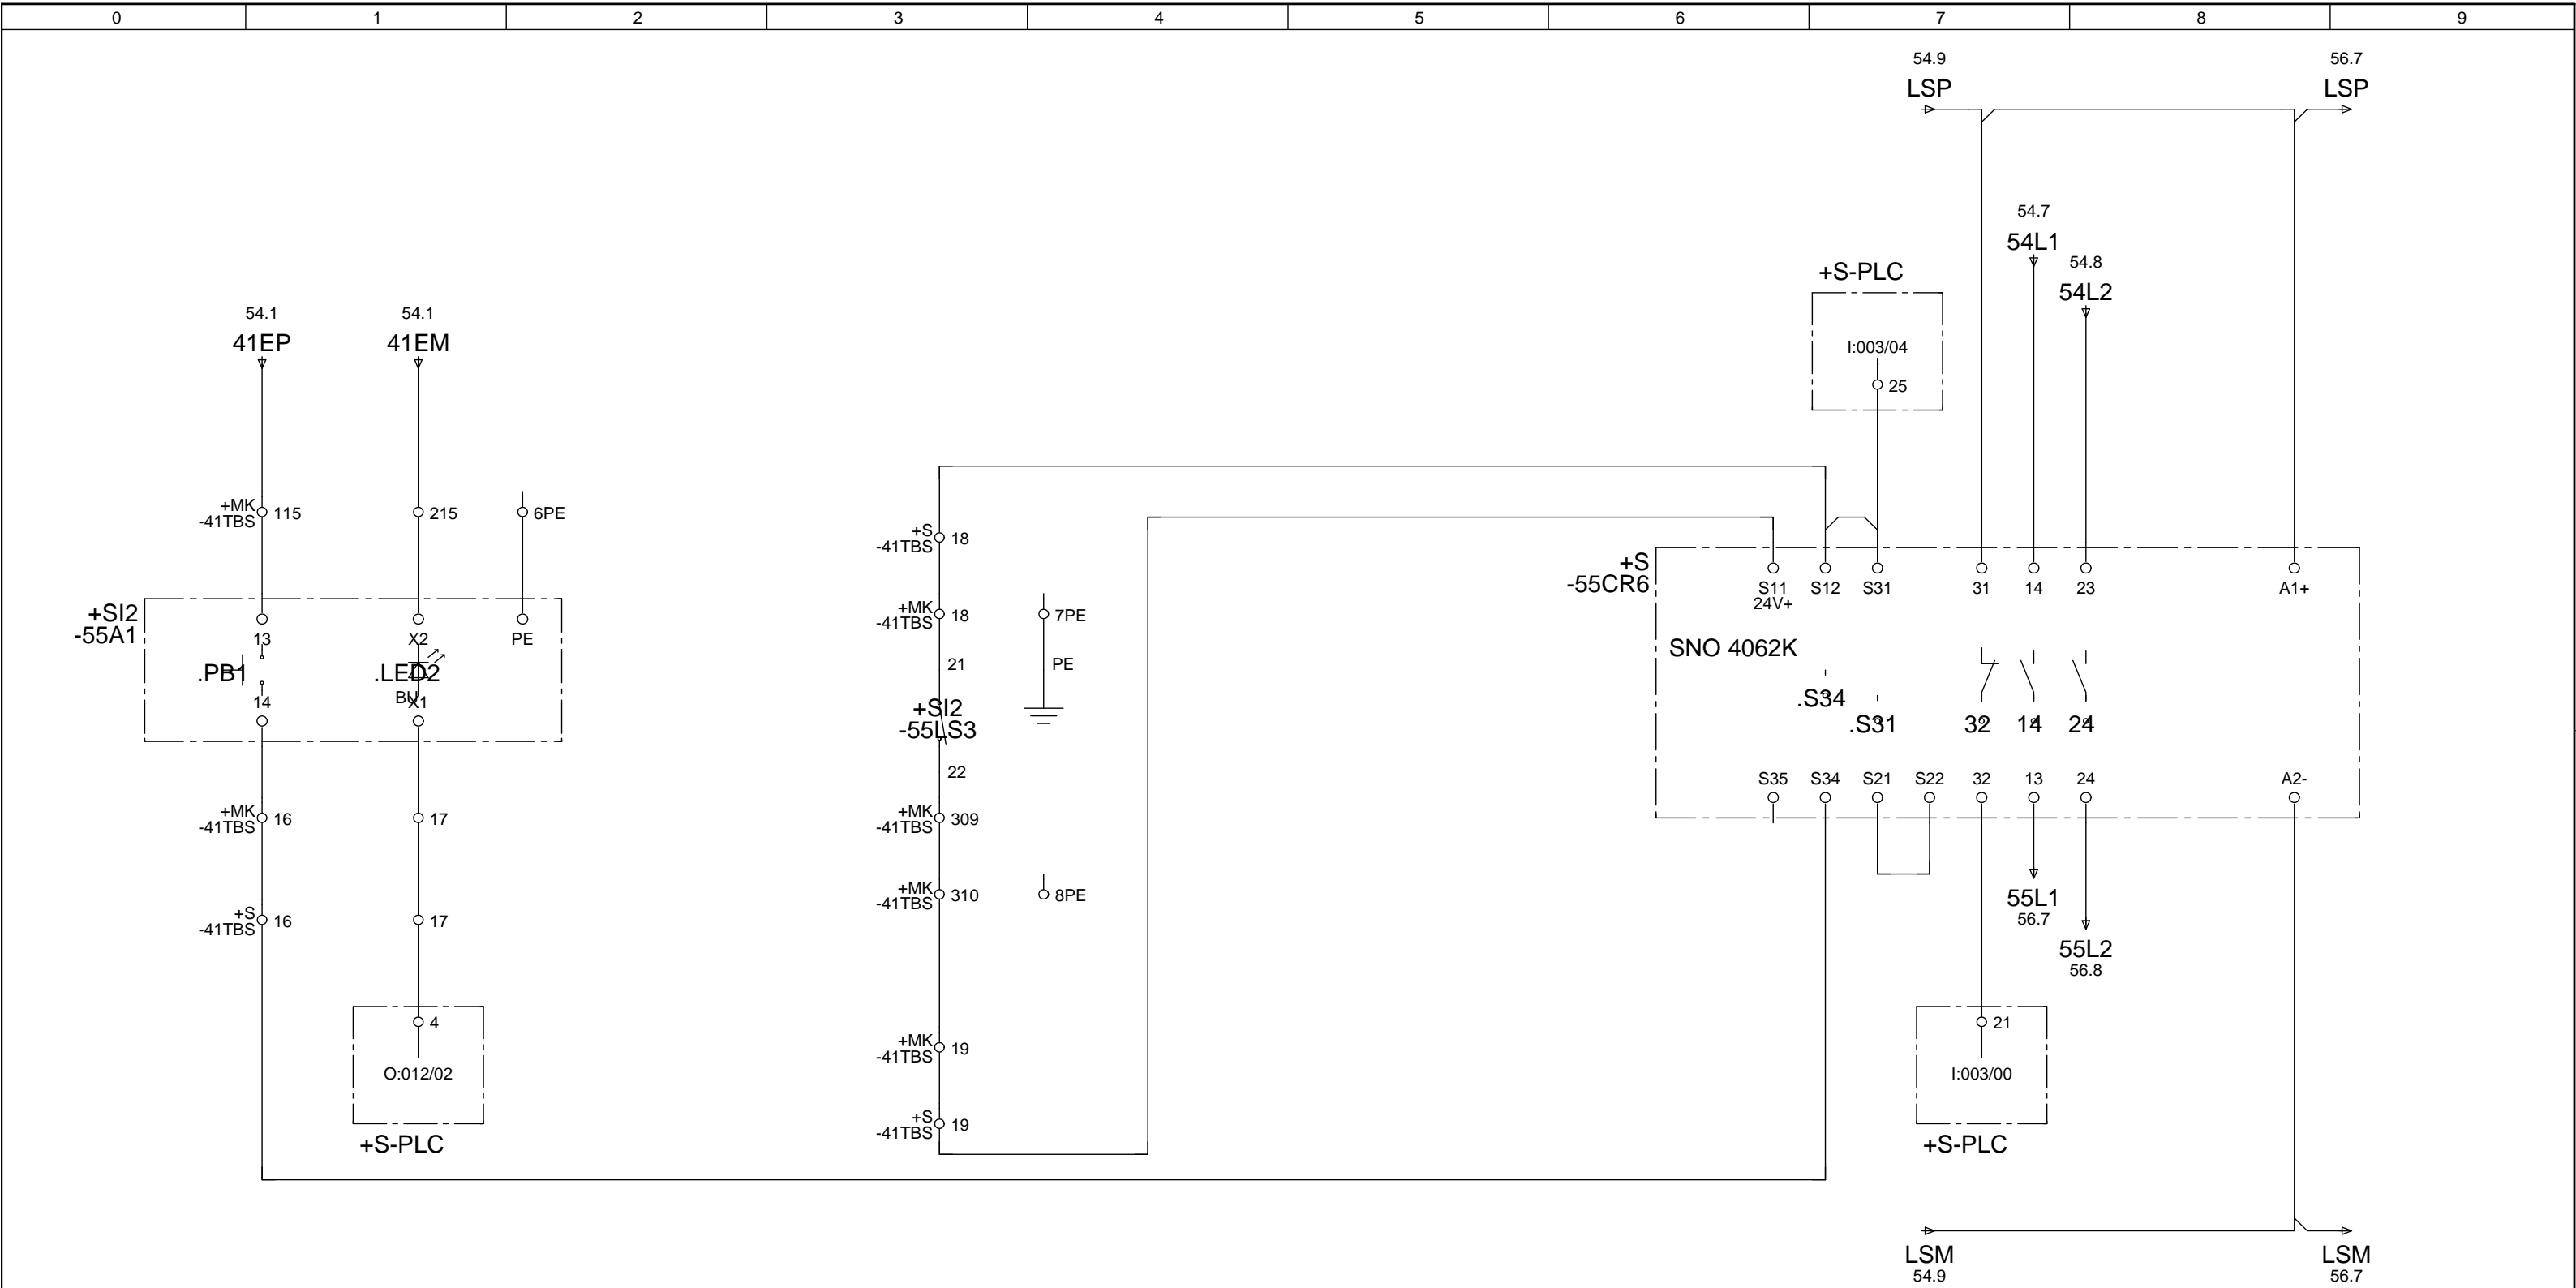 0 1 2 3 4 5 6 7 8 9
54.9
LSP
56.7
LSP
54.7
54L1
54.8
54L2
+S-PLC
I:003/04
25
54.1
41EP
54.1
41EM
+MK
-41TBS
115
215
6PE
+SI2
-55A1
13
X2
PE
.PB1
.LED2
BU
14
X1
+MK
-41TBS
16
17
+S
-41TBS
16
17
4
O:012/02
+S-PLC
+S
-41TBS
18
+MK
-41TBS
18
7PE
21
PE
+SI2
-55LS3
22
+MK
-41TBS
309
+MK
-41TBS
310
8PE
+MK
-41TBS
19
+S
-41TBS
19
+S
-55CR6
S11
24V+
S12
S31
31
14
23
A1+
SNO 4062K
.S34
.S31
32
14
24
S35
S34
S21
S22
32
13
24
A2-
55L1
56.7
55L2
56.8
21
I:003/00
+S-PLC
LSM
54.9
LSM
56.7